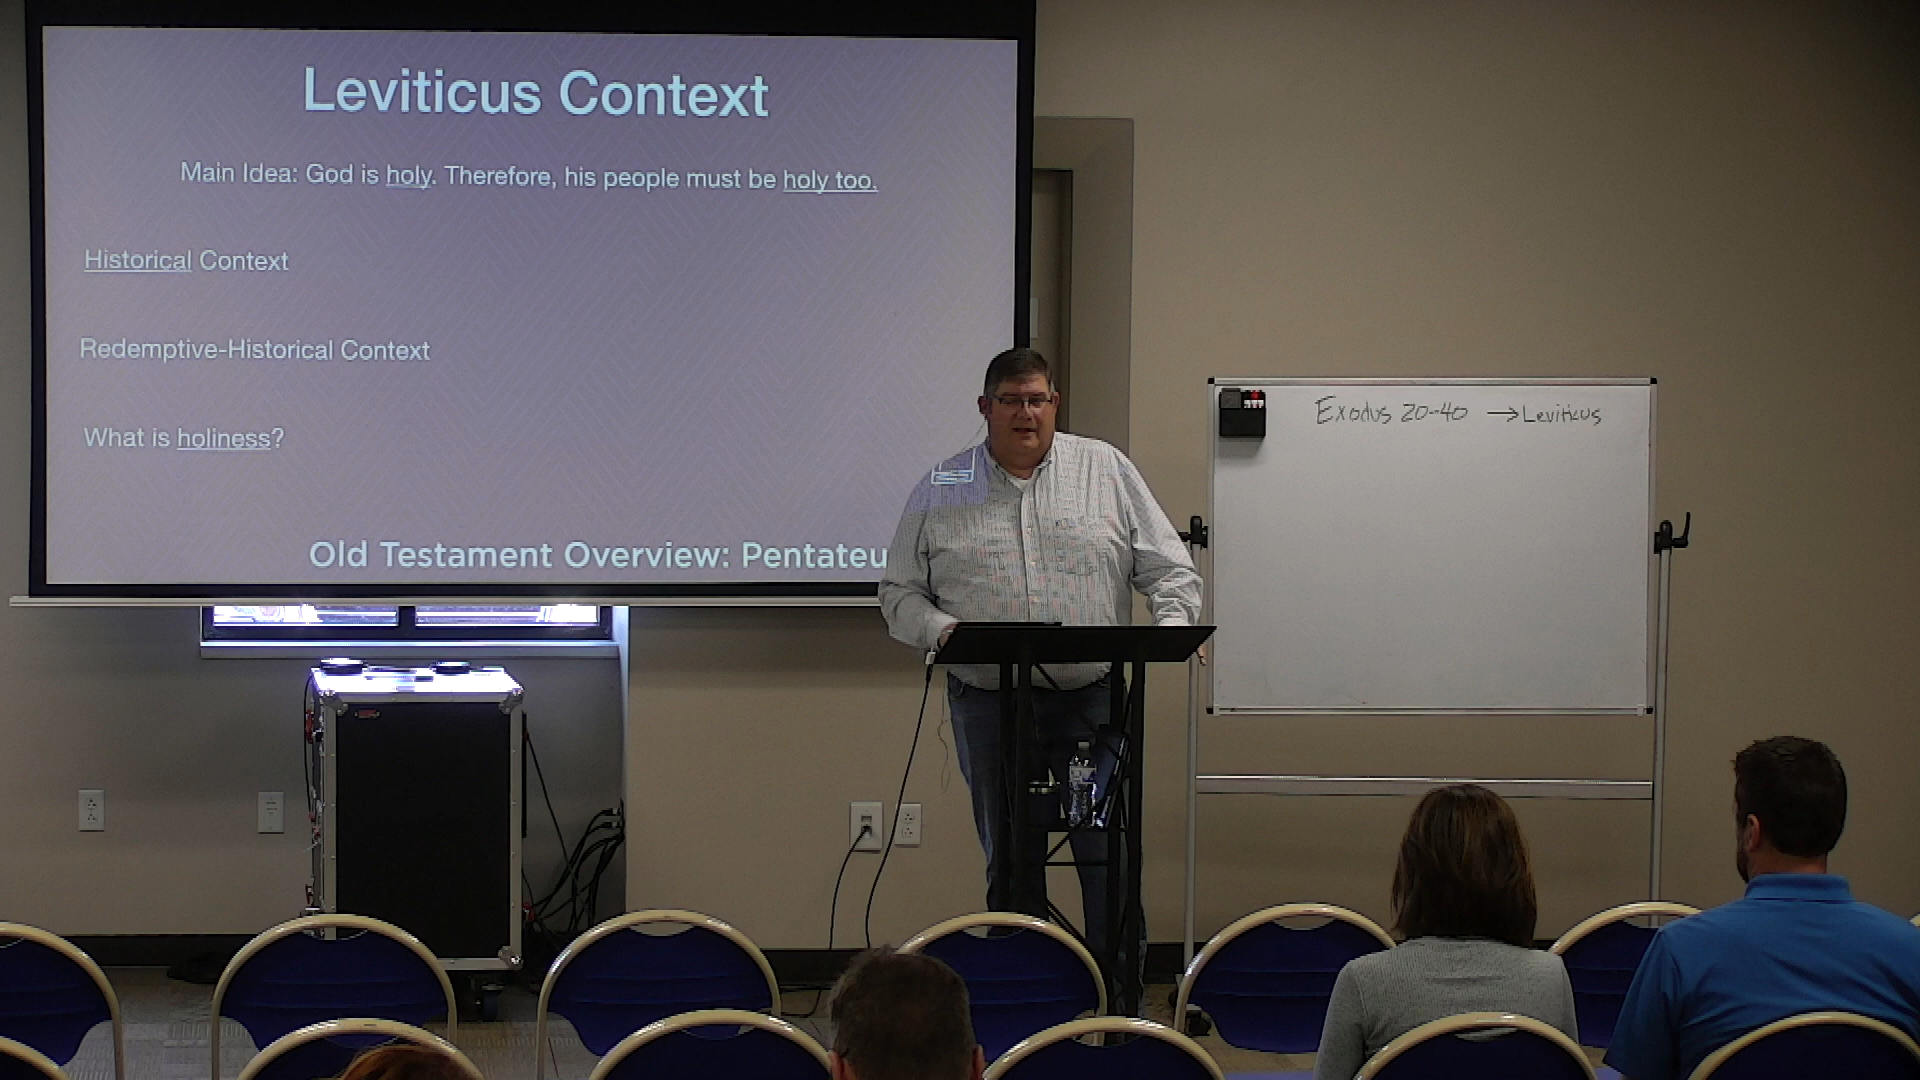 Leviticus Context
Main Idea: God is holy. Therefore, his people must be holy too.
Historical Context
Redemptive-Historical Context
What is holiness?
Old Testament Overview: Pentateu
Exodus 20-40 → Leviticus